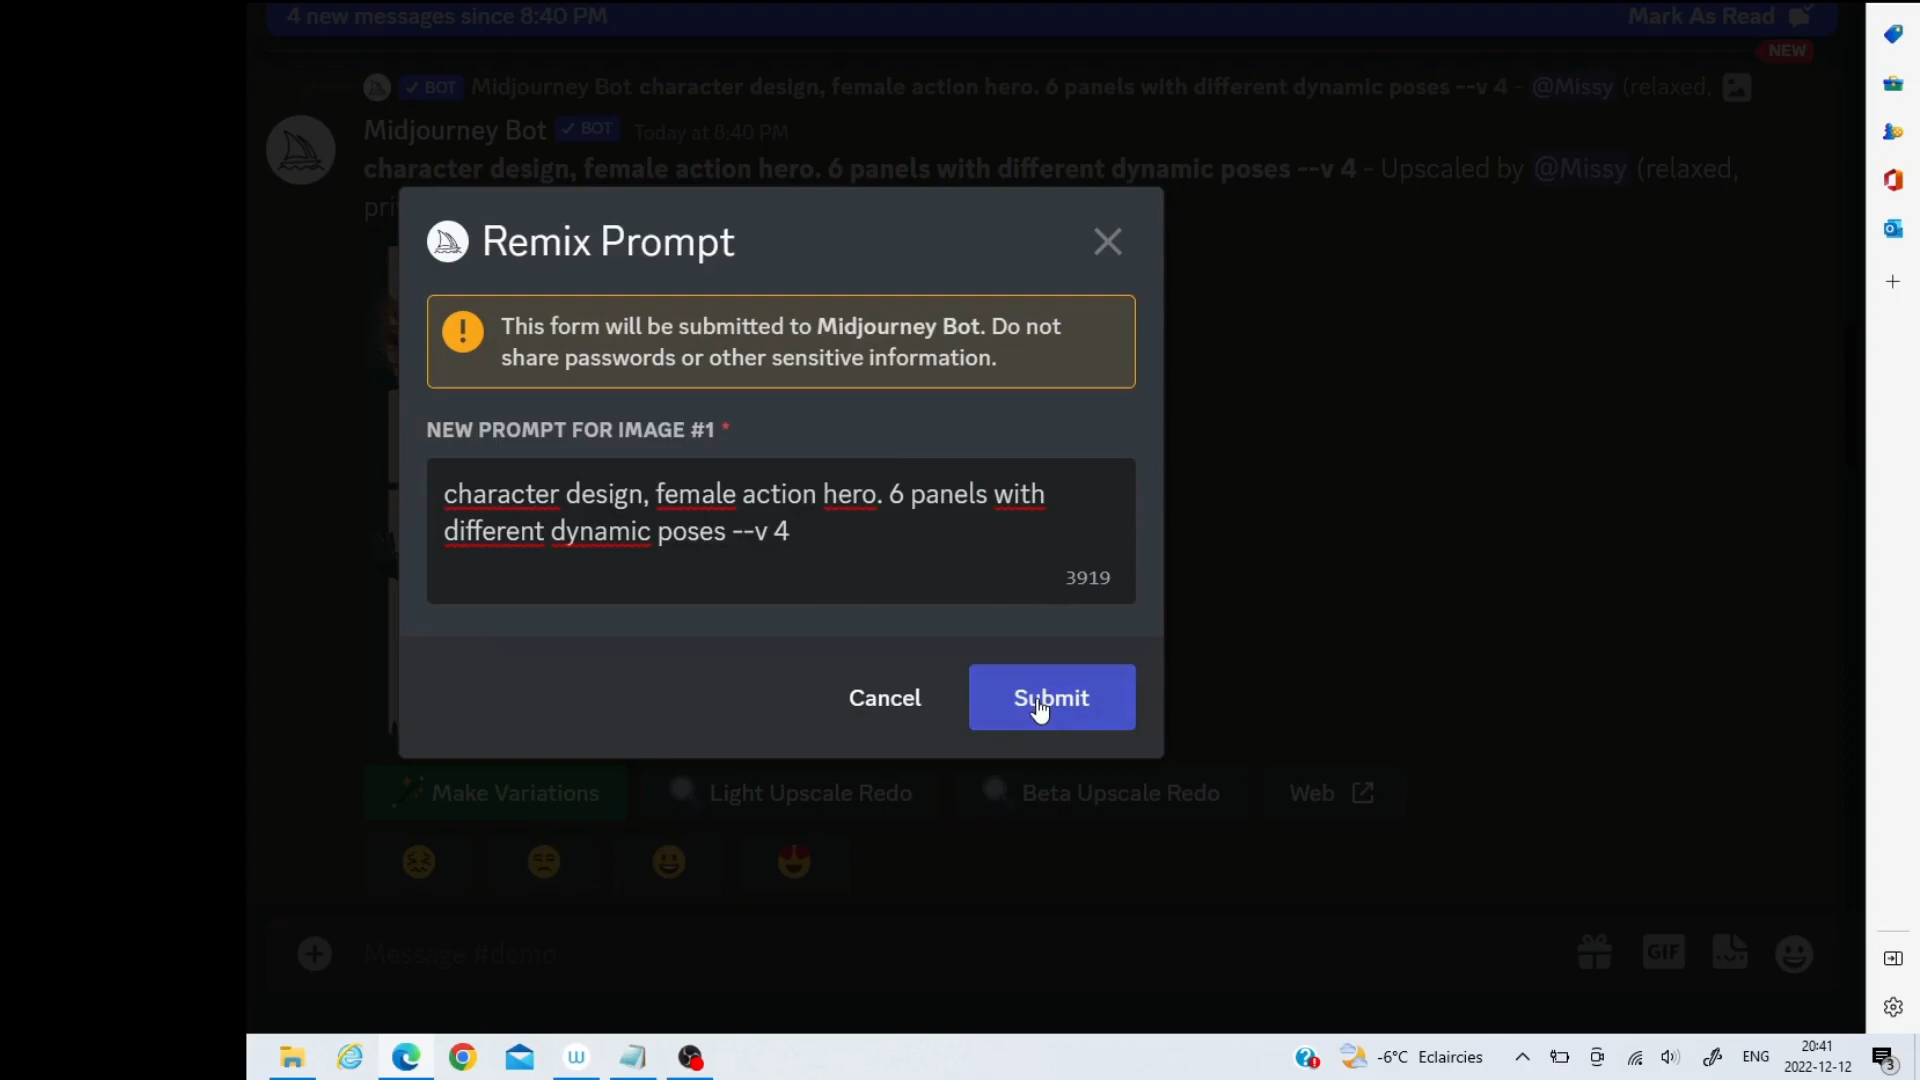 4 new messages since 8:40 PM
Mark As Read
NEW
✓ BOT Midjourney Bot character design, female action hero. 6 panels with different dynamic poses --v 4 - @Missy (relaxed,
Midjourney Bot ✓ BOT Today at 8:40 PM
character design, female action hero. 6 panels with different dynamic poses --v 4 - Upscaled by @Missy (relaxed,
pri
Remix Prompt
This form will be submitted to Midjourney Bot. Do not
share passwords or other sensitive information.
NEW PROMPT FOR IMAGE #1 *
character design, female action hero. 6 panels with
different dynamic poses --v 4
3919
Cancel
Submit
Make Variations
Light Upscale Redo
Beta Upscale Redo
Web
Message #demo
GIF
-6°C Eclaircies
ENG
20:41
2022-12-12
3